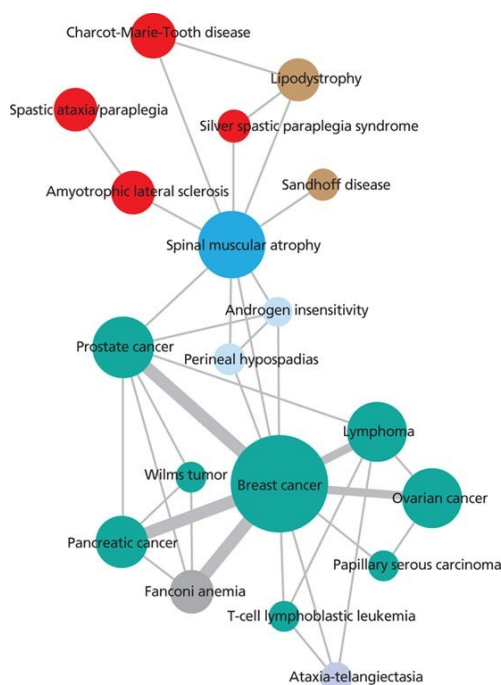 Charcot-Marie-Tooth disease
Lipodystrophy
Spastic ataxia/paraplegia
Silver spastic paraplegia syndrome
Amyotrophic lateral sclerosis
Sandhoff disease
Spinal muscular atrophy
Androgen insensitivity
Prostate cancer
Perineal hypospadias
Lymphoma
Wilms tumor
Breast cancer
Ovarian cancer
Pancreatic cancer
Papillary serous carcinoma
Fanconi anemia
T-cell lymphoblastic leukemia
Ataxia-telangiectasia